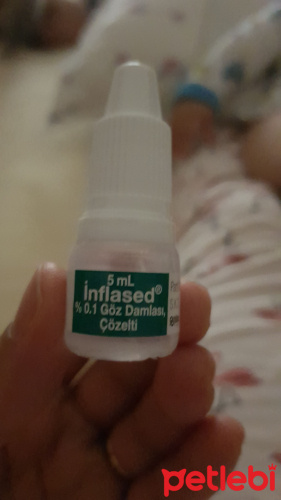 5 mL
İnflased®
% 0.1 Göz Damlası,
Çözelti
petlebi